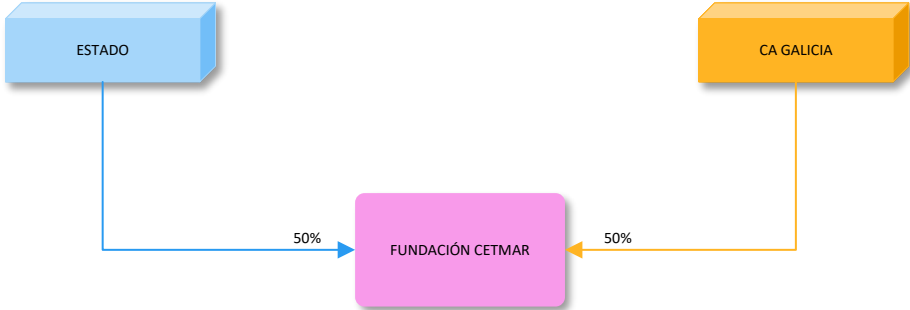 ESTADO
CA GALICIA
50%
FUNDACIÓN CETMAR
50%